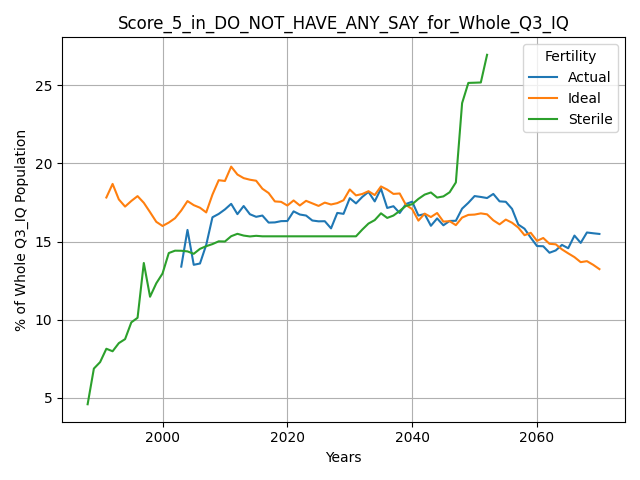 Score_5_in_DO_NOT_HAVE_ANY_SAY_for_Whole_Q3_IQ
Fertility
Actual
Ideal
Sterile
% of Whole Q3_IQ Population
25
20
15
10
5
2000
2020
2040
2060
Years